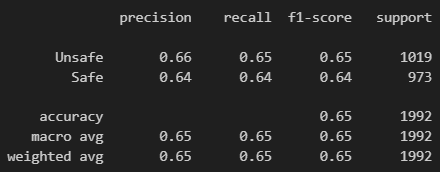 precision recall f1-score support
Unsafe 0.66 0.65 0.65 1019
Safe 0.64 0.64 0.64 973
accuracy 0.65 1992
macro avg 0.65 0.65 0.65 1992
weighted avg 0.65 0.65 0.65 1992